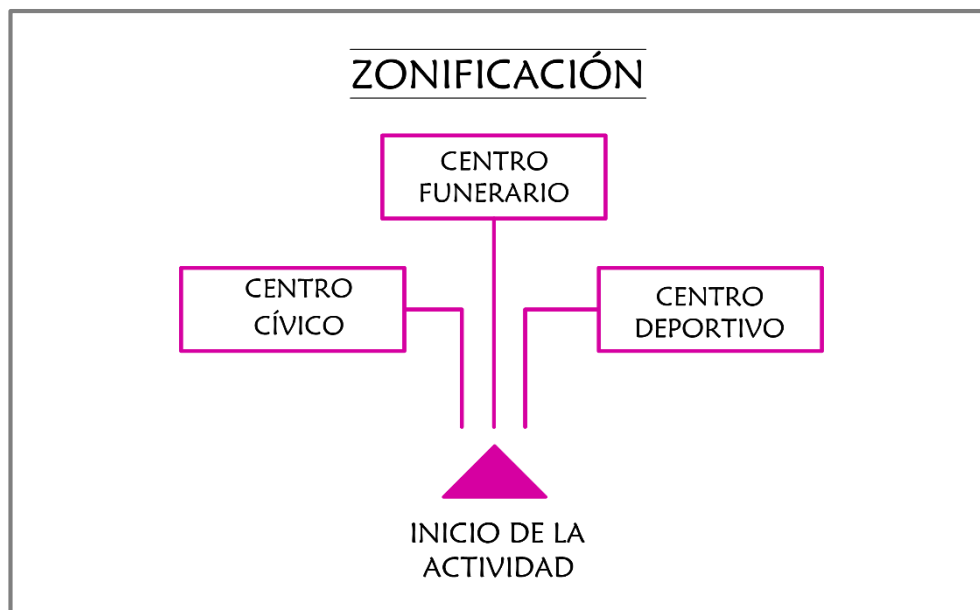 ZONIFICACIÓN
CENTRO
FUNERARIO
CENTRO
CÍVICO
CENTRO
DEPORTIVO
INICIO DE LA
ACTIVIDAD